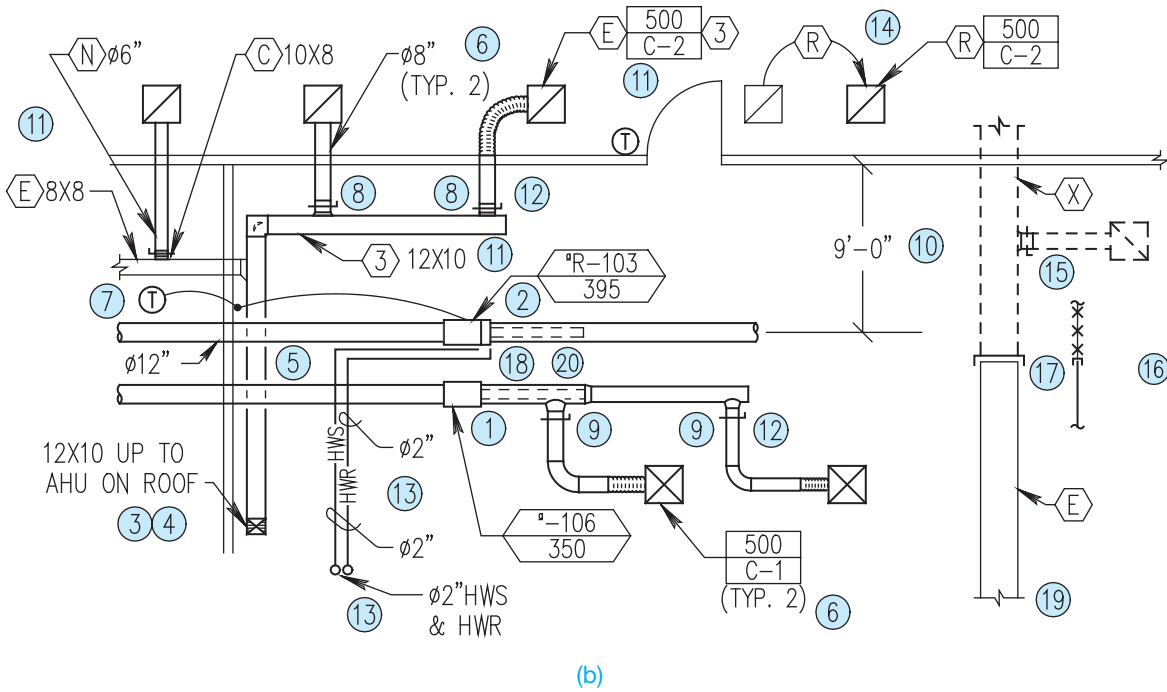 N ø6"
C 10X8
ø8"
(TYP. 2)
6
E
500
C-2
3
11
14
R
R
500
C-2
11
T
E 8X8
8
8
12
X
9'-0"
10
3 12X10
11
R-103
395
15
7
T
2
ø12"
5
18
20
17
16
1
9
9
12
HWS
ø2"
HWR
12X10 UP TO
AHU ON ROOF
3
4
13
ø2"
-106
350
E
500
C-1
(TYP. 2)
6
13
ø2"HWS
& HWR
19
(b)